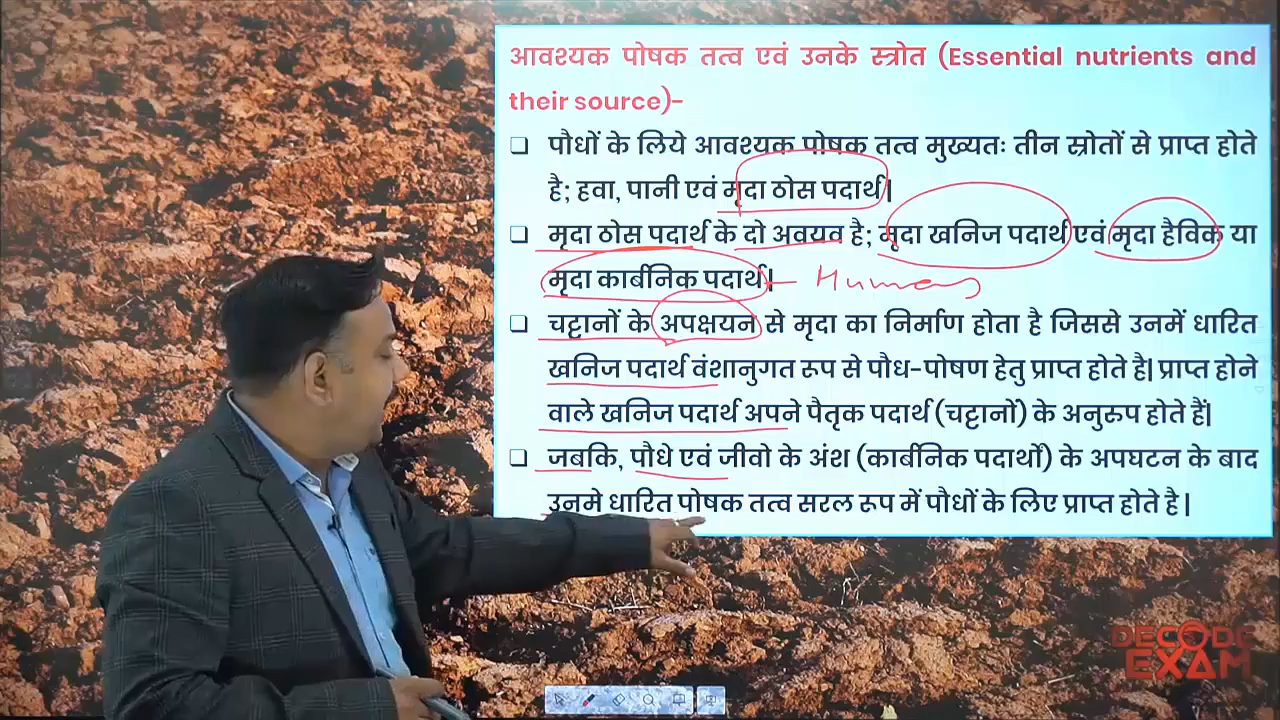 आवश्यक पोषक तत्व एवं उनके स्त्रोत (Essential nutrients and
their source)-
पौधों के लिये आवश्यक पोषक तत्व मुख्यतः तीन स्रोतों से प्राप्त होते
है; हवा, पानी एवं मृदा ठोस पदार्थ|
मृदा ठोस पदार्थ के दो अवयव है; मृदा खनिज पदार्थ एवं मृदा हैविक या
मृदा कार्बनिक पदार्थ| - Humus
चट्टानों के अपक्षयन से मृदा का निर्माण होता है जिससे उनमें धारित
खनिज पदार्थ वंशानुगत रूप से पौध-पोषण हेतु प्राप्त होते है| प्राप्त होने
वाले खनिज पदार्थ अपने पैतृक पदार्थ (चट्टानों) के अनुरुप होते हैं|
जबकि, पौधे एवं जीवो के अंश (कार्बनिक पदार्थो) के अपघटन के बाद
उनमे धारित पोषक तत्व सरल रूप में पौधों के लिए प्राप्त होते है |
DECODE
EXAM